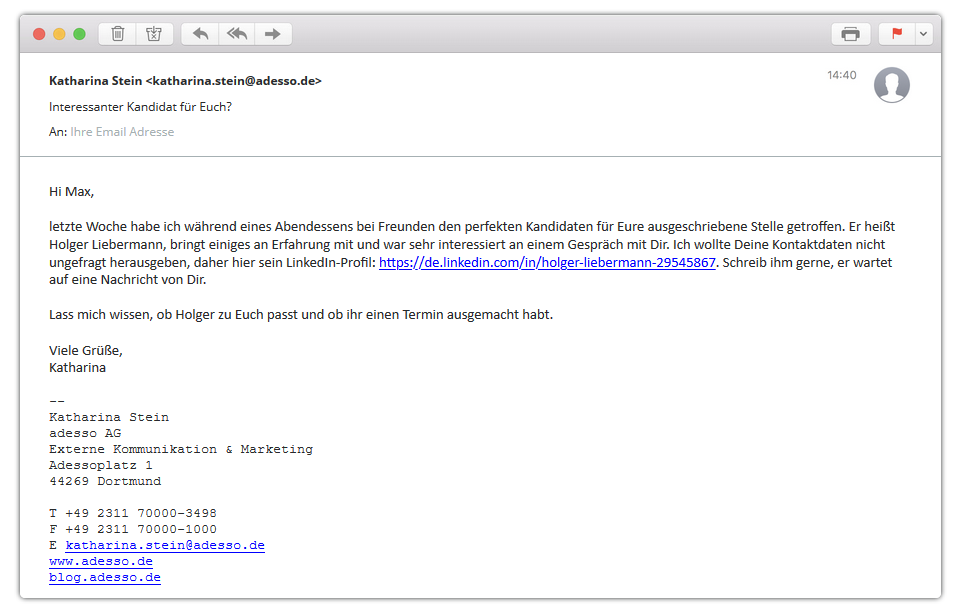 14:40
Katharina Stein <katharina.stein@adesso.de>
Interessanter Kandidat für Euch?
An: Ihre Email Adresse
Hi Max,
letzte Woche habe ich während eines Abendessens bei Freunden den perfekten Kandidaten für Eure ausgeschriebene Stelle getroffen. Er heißt
Holger Liebermann, bringt einiges an Erfahrung mit und war sehr interessiert an einem Gespräch mit Dir. Ich wollte Deine Kontaktdaten nicht
ungefragt herausgeben, daher hier sein LinkedIn-Profil: https://de.linkedin.com/in/holger-liebermann-29545867. Schreib ihm gerne, er wartet
auf eine Nachricht von Dir.
Lass mich wissen, ob Holger zu Euch passt und ob ihr einen Termin ausgemacht habt.
Viele Grüße,
Katharina
--
Katharina Stein
adesso AG
Externe Kommunikation & Marketing
Adessoplatz 1
44269 Dortmund
T +49 2311 70000-3498
F +49 2311 70000-1000
E katharina.stein@adesso.de
www.adesso.de
blog.adesso.de